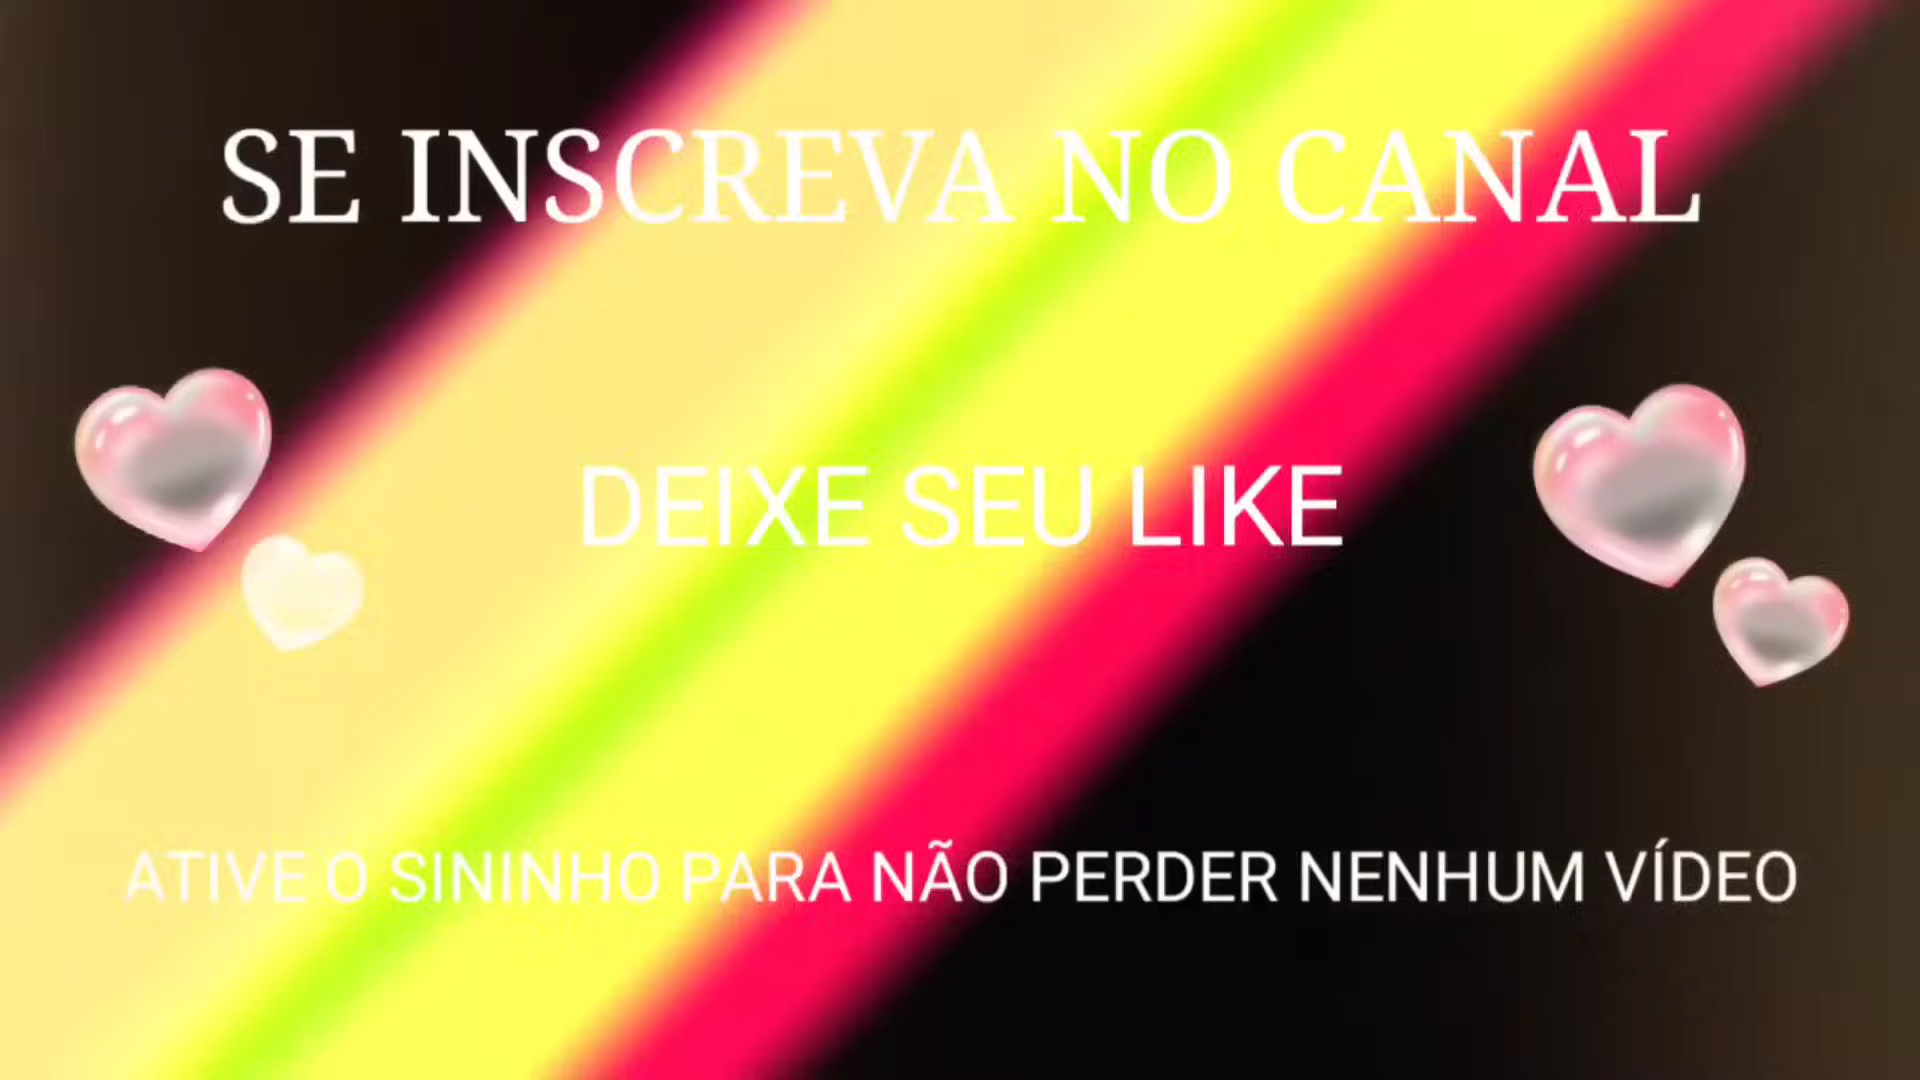 SE INSCREVA NO CANAL
DEIXE SEU LIKE
ATIVE O SININHO PARA NÃO PERDER NENHUM VÍDEO